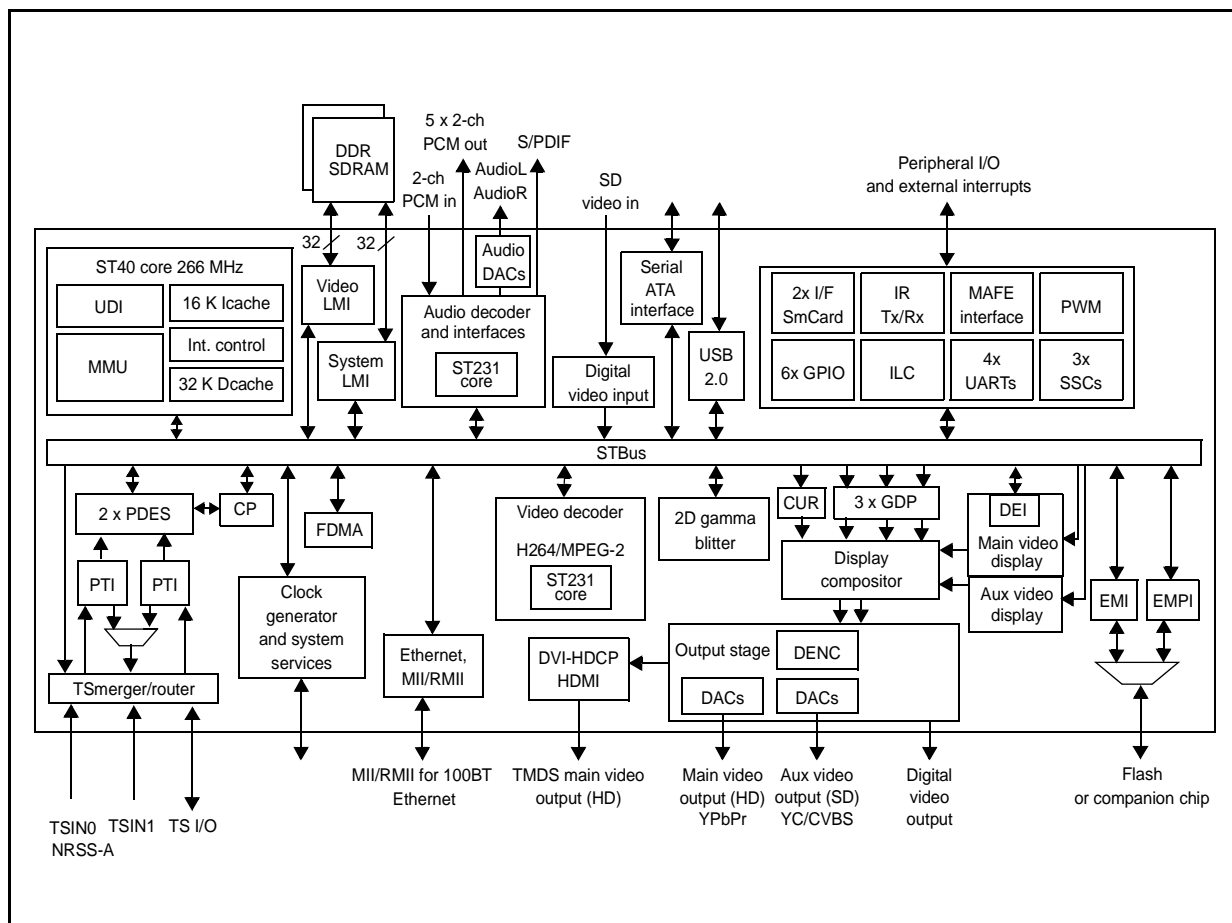 DDR
SDRAM
5 x 2-ch
PCM out
2-ch
PCM in
AudioL
AudioR
S/PDIF
SD
video in
Peripheral I/O
and external interrupts
32
32
ST40 core 266 MHz
UDI
16 K Icache
MMU
Int. control
32 K Dcache
Video
LMI
System
LMI
Audio
DACs
Audio decoder
and interfaces
ST231
core
Digital
video input
Serial
ATA
interface
USB
2.0
2x I/F
SmCard
IR
Tx/Rx
MAFE
interface
PWM
6x GPIO
ILC
4x
UARTs
3x
SSCs
STBus
2 x PDES
CP
FDMA
PTI
PTI
TSmerger/router
Clock
generator
and system
services
Ethernet,
MII/RMII
Video decoder
H264/MPEG-2
ST231
core
2D gamma
blitter
CUR
3 x GDP
Display
compositor
DEI
Main video
display
Aux video
display
EMI
EMPI
DVI-HDCP
HDMI
Output stage
DENC
DACs
DACs
TSIN0
NRSS-A
TSIN1
TS I/O
MII/RMII for 100BT
Ethernet
TMDS main video
output (HD)
Main video
output (HD)
YPbPr
Aux video
output (SD)
YC/CVBS
Digital
video
output
Flash
or companion chip